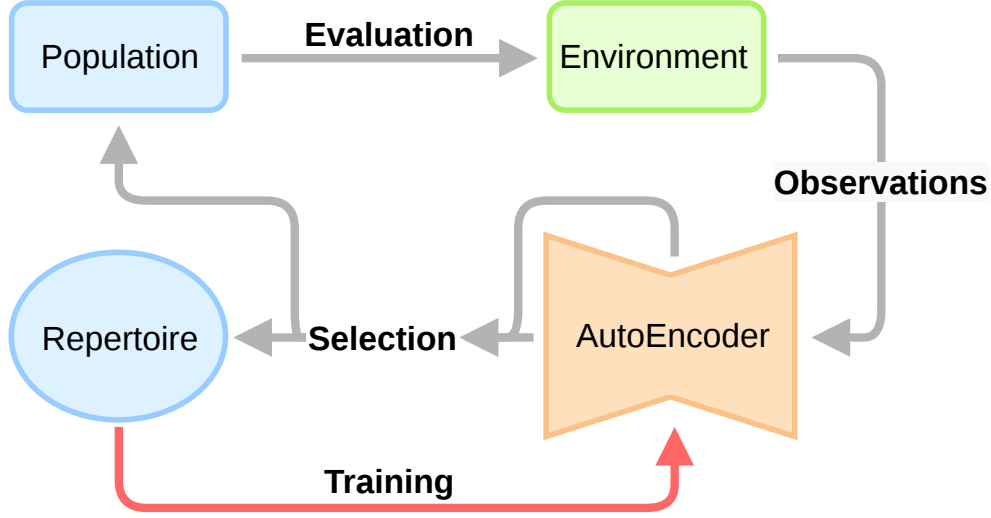 Population
Evaluation
Environment
Observations
Repertoire
Selection
AutoEncoder
Training